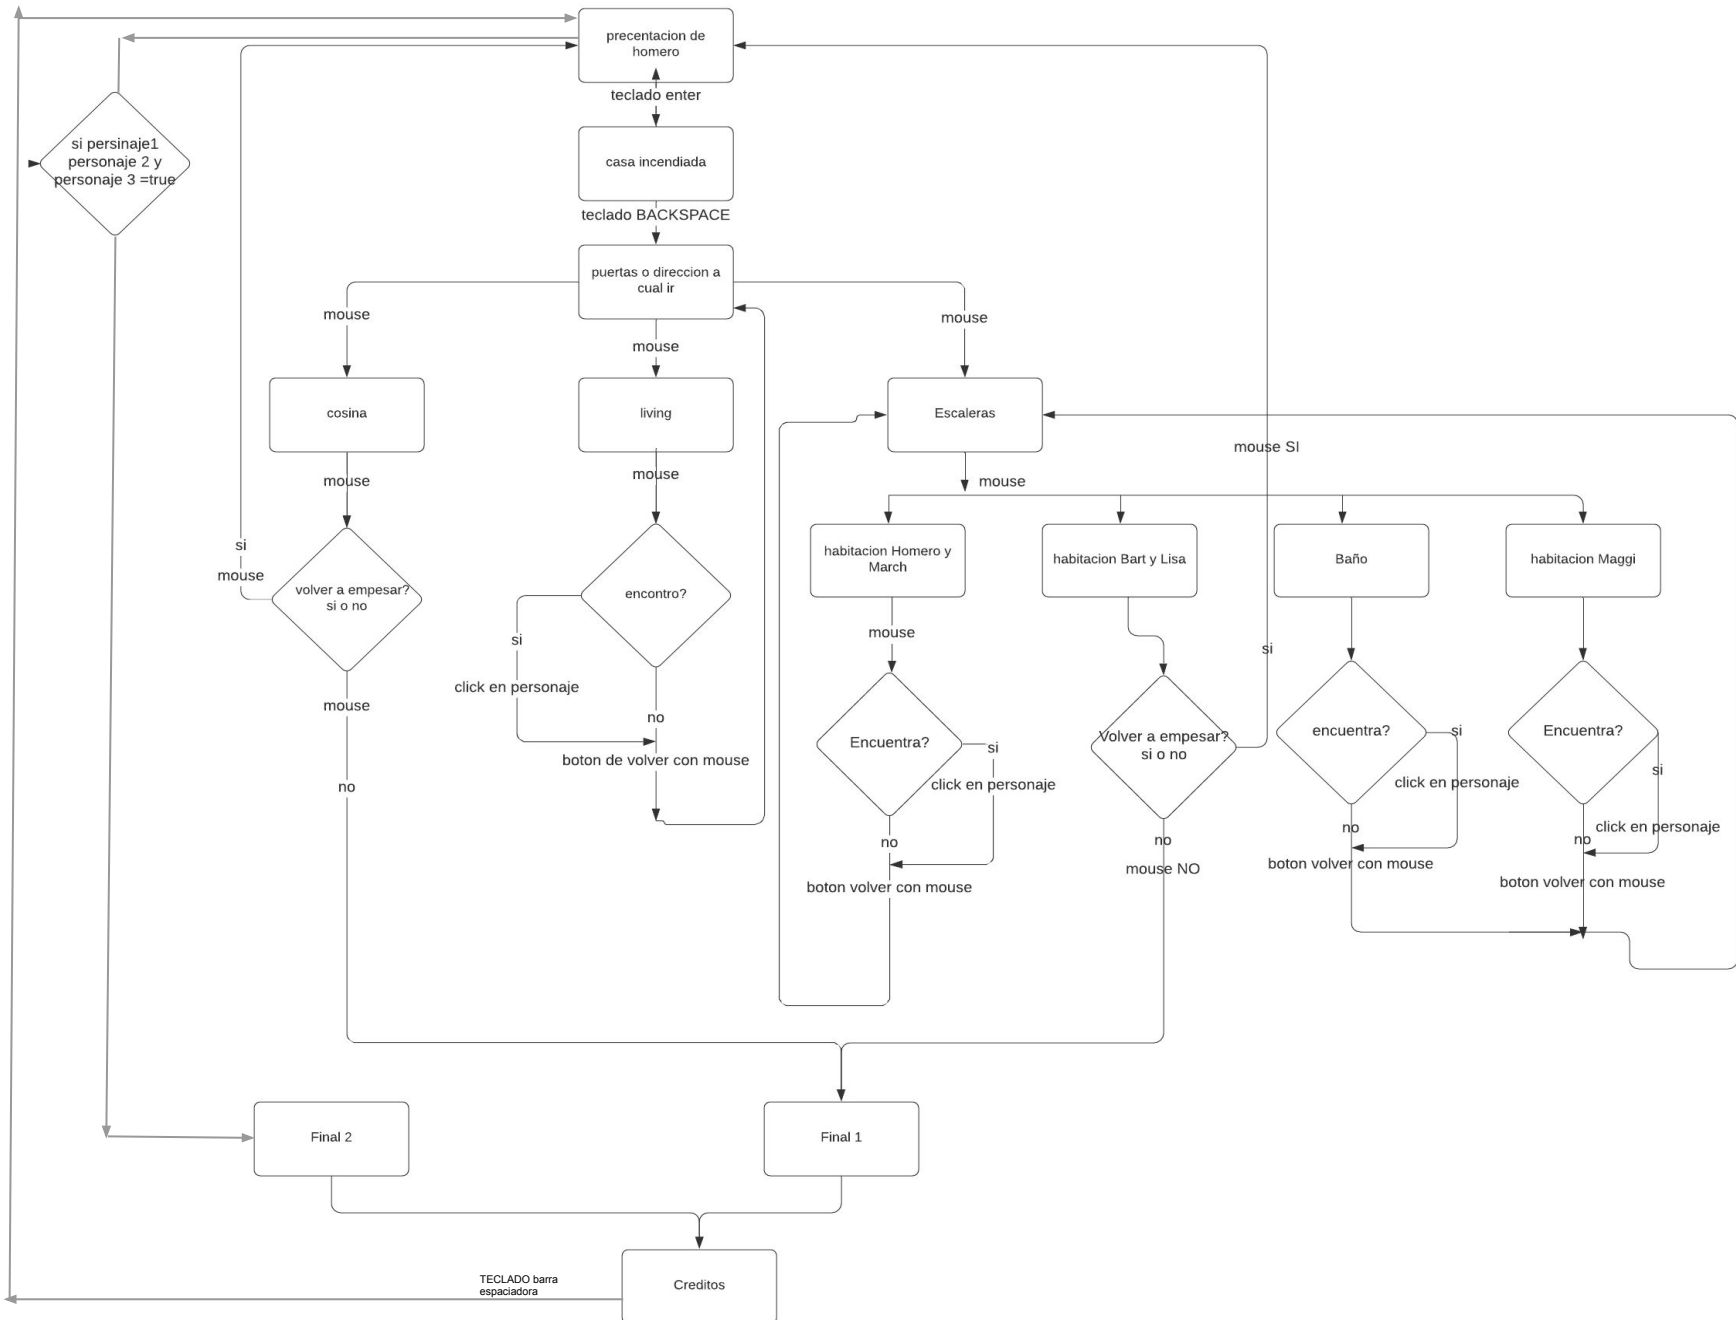 precentacion de
homero
teclado enter
si persinaje1
personaje 2 y
personaje 3 =true
casa incendiada
teclado BACKSPACE
puertas o direccion a
cual ir
mouse
mouse
mouse
cosina
living
Escaleras
mouse SI
mouse
mouse
mouse
si
mouse
volver a empesar?
si o no
encontro?
habitacion Homero y
March
habitacion Bart y Lisa
Baño
habitacion Maggi
si
mouse
si
click en personaje
mouse
no
no
boton de volver con mouse
Encuentra?
si
click en personaje
no
boton volver con mouse
Volver a empesar?
si o no
no
mouse NO
encuentra?
si
click en personaje
no
boton volver con mouse
Encuentra?
si
click en personaje
no
boton volver con mouse
Final 2
Final 1
TECLADO barra
espaciadora
Creditos